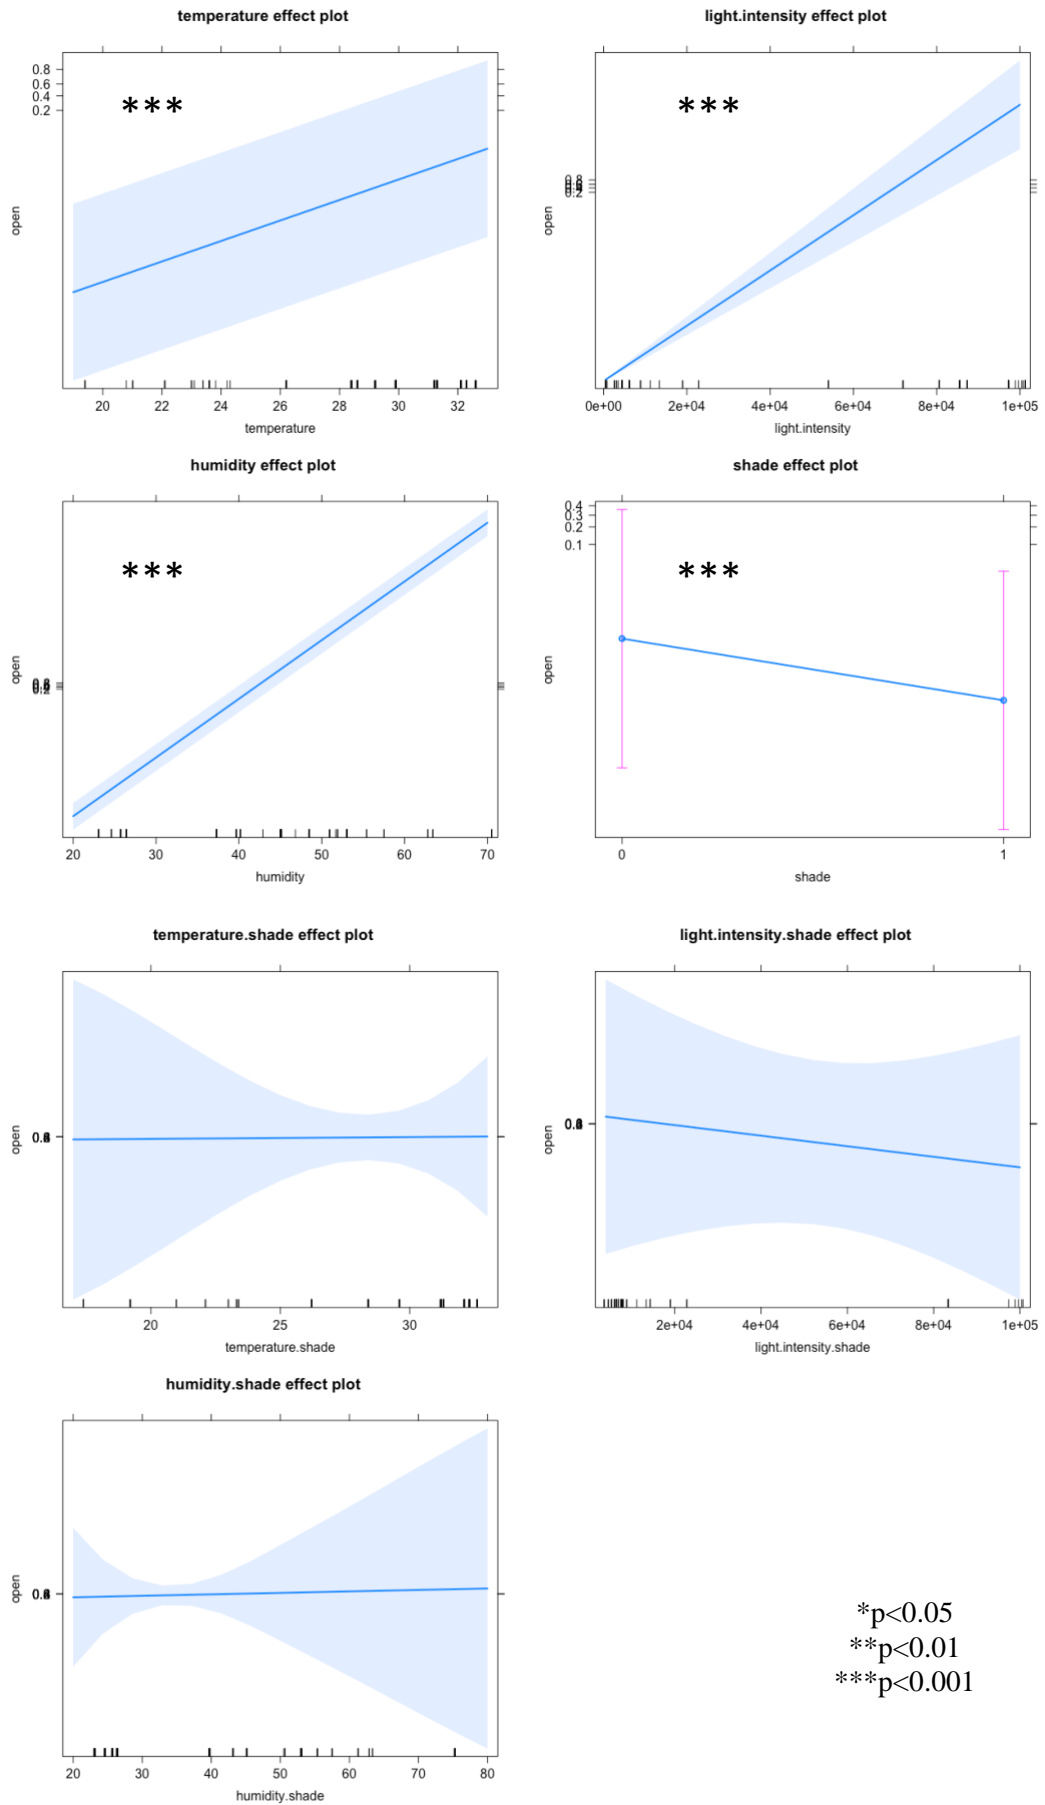 temperature effect plot
0.8
0.6
0.4
0.2
***
open
20 22 24 26 28 30 32
temperature
light.intensity effect plot
***
0.8
0.2
open
0e+00 2e+04 4e+04 6e+04 8e+04 1e+05
light.intensity
humidity effect plot
***
open
20 30 40 50 60 70
humidity
shade effect plot
0.4
0.3
0.2
0.1
***
open
0 1
shade
temperature.shade effect plot
open
20 25 30
temperature.shade
light.intensity.shade effect plot
open
2e+04 4e+04 6e+04 8e+04 1e+05
light.intensity.shade
humidity.shade effect plot
open
20 30 40 50 60 70 80
humidity.shade
*p<0.05
**p<0.01
***p<0.001